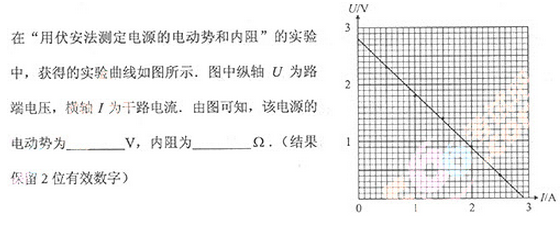 在“用伏安法测定电源的电动势和内阻”的实验
中，获得的实验曲线如图所示．图中纵轴 U 为路
端电压，横轴 I 为干路电流．由图可知，该电源的
电动势为________V，内阻为________Ω．（结果
保留 2 位有效数字）
U/V
3
2
1
0 1 2 3 I/A